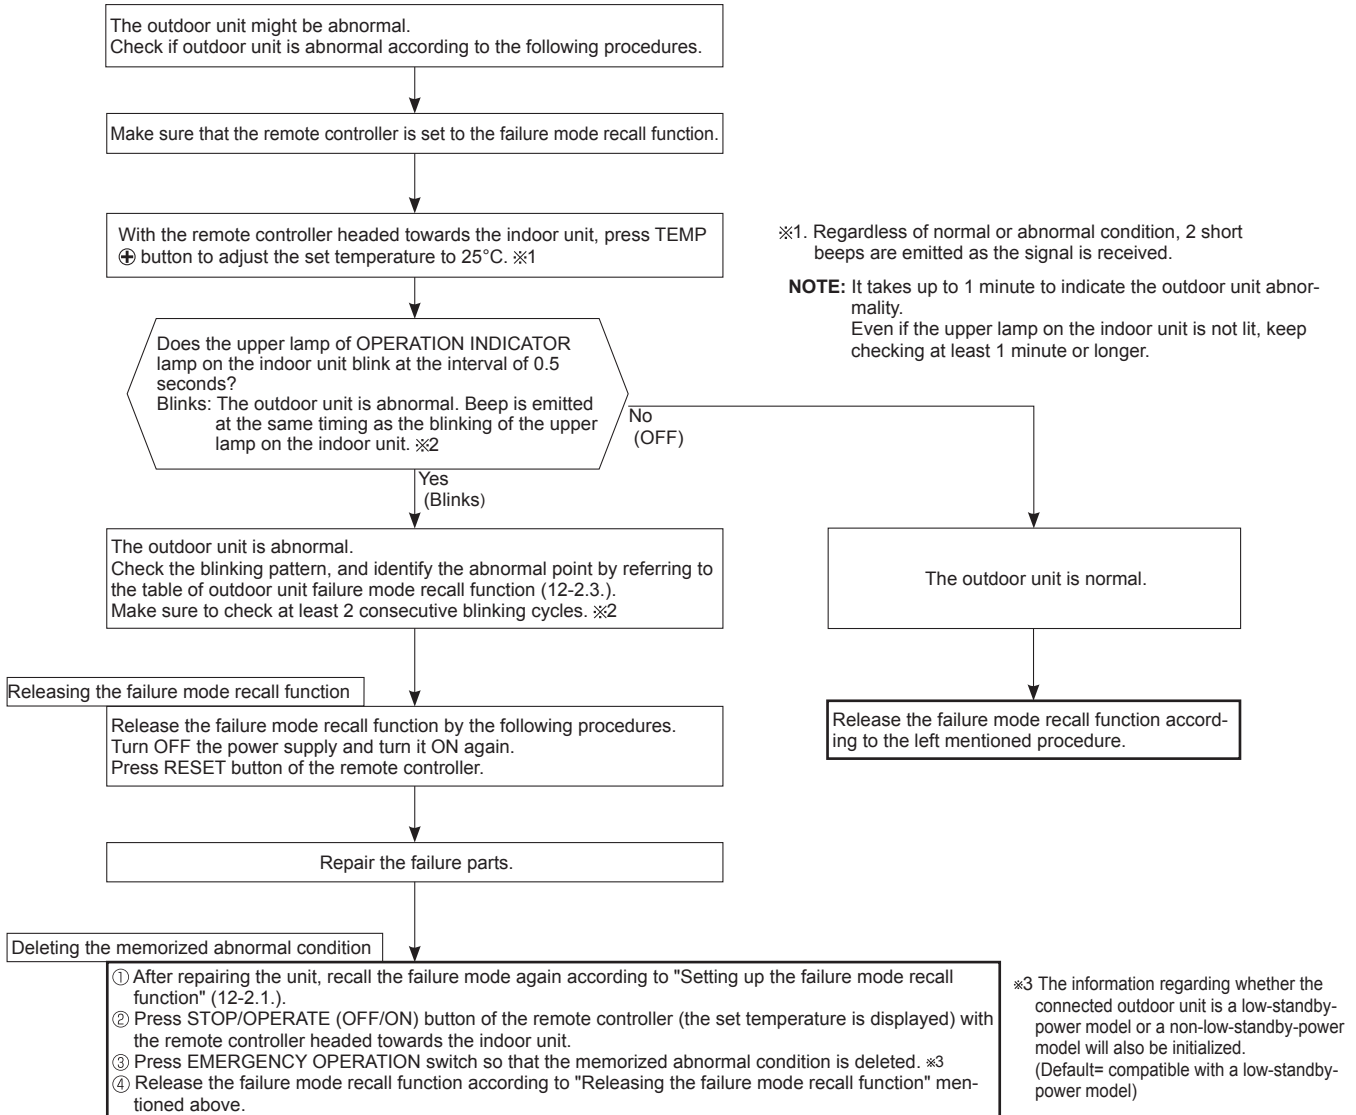 The outdoor unit might be abnormal.
Check if outdoor unit is abnormal according to the following procedures.
Make sure that the remote controller is set to the failure mode recall function.
With the remote controller headed towards the indoor unit, press TEMP
⊕ button to adjust the set temperature to 25°C. ※1
※1. Regardless of normal or abnormal condition, 2 short
beeps are emitted as the signal is received.
NOTE: It takes up to 1 minute to indicate the outdoor unit abnor-
mality.
Even if the upper lamp on the indoor unit is not lit, keep
checking at least 1 minute or longer.
Does the upper lamp of OPERATION INDICATOR
lamp on the indoor unit blink at the interval of 0.5
seconds?
Blinks: The outdoor unit is abnormal. Beep is emitted
at the same timing as the blinking of the upper
lamp on the indoor unit. ※2
No
(OFF)
Yes
(Blinks)
The outdoor unit is abnormal.
Check the blinking pattern, and identify the abnormal point by referring to
the table of outdoor unit failure mode recall function (12-2.3.).
Make sure to check at least 2 consecutive blinking cycles. ※2
The outdoor unit is normal.
Releasing the failure mode recall function
Release the failure mode recall function by the following procedures.
Turn OFF the power supply and turn it ON again.
Press RESET button of the remote controller.
Release the failure mode recall function accord-
ing to the left mentioned procedure.
Repair the failure parts.
Deleting the memorized abnormal condition
① After repairing the unit, recall the failure mode again according to "Setting up the failure mode recall
function" (12-2.1.).
② Press STOP/OPERATE (OFF/ON) button of the remote controller (the set temperature is displayed) with
the remote controller headed towards the indoor unit.
③ Press EMERGENCY OPERATION switch so that the memorized abnormal condition is deleted. ※3
④ Release the failure mode recall function according to "Releasing the failure mode recall function" men-
tioned above.
※3 The information regarding whether the
connected outdoor unit is a low-standby-
power model or a non-low-standby-power
model will also be initialized.
(Default= compatible with a low-standby-
power model)